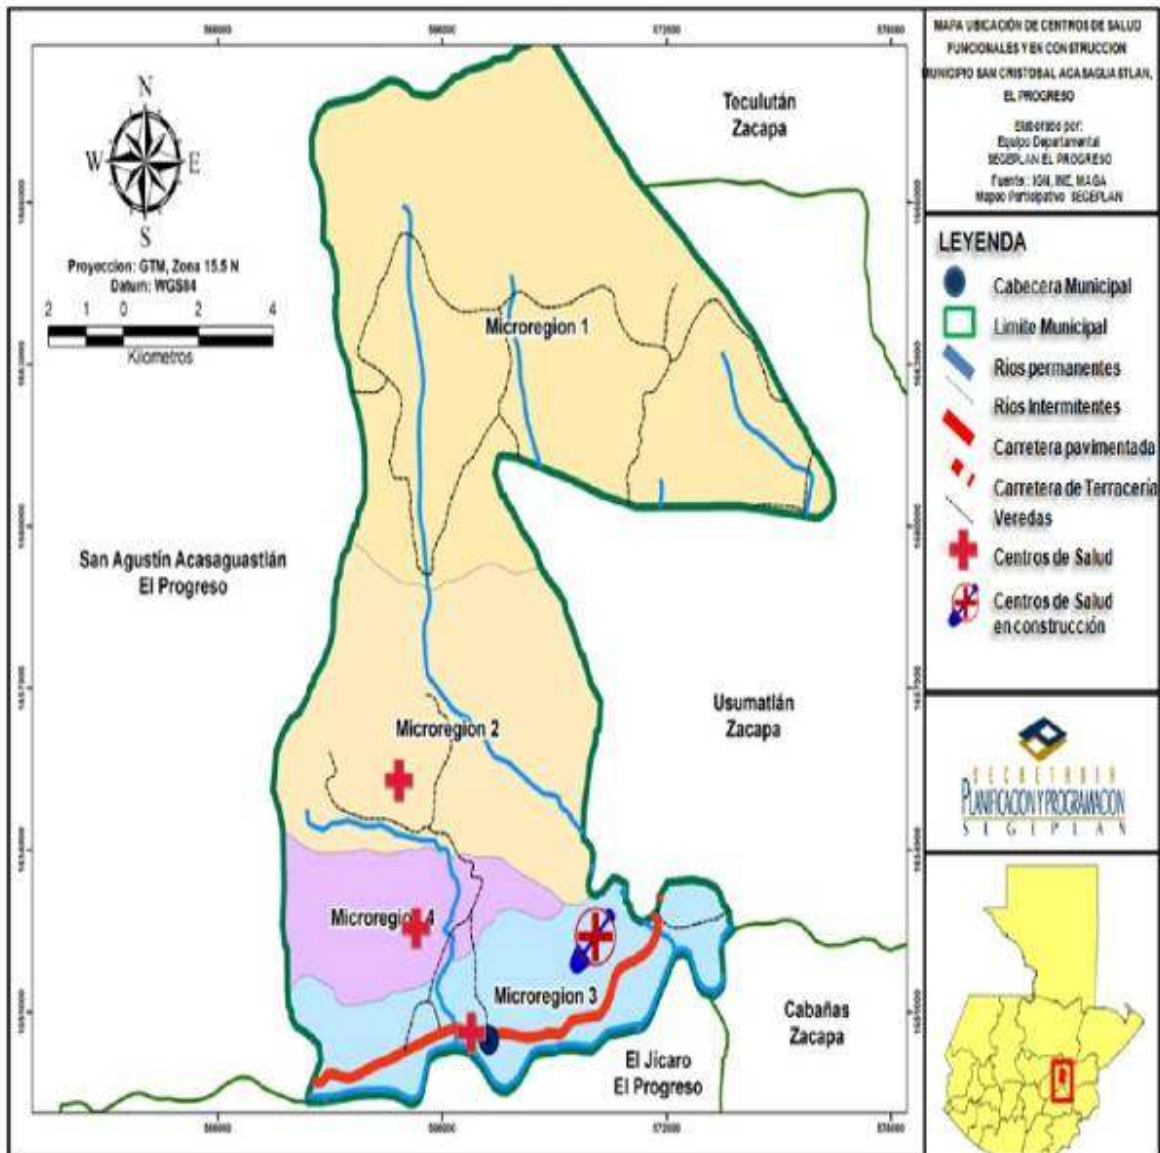 MAPA UBICACIÓN DE CENTROS DE SALUD
FUNCIONALES Y EN CONSTRUCCION
MUNICIPIO SAN CRISTOBAL ACASAGUASTLAN,
EL PROGRESO
Elaborado por:
Equipo Departamental
SEGEPLAN EL PROGRESO
Fuente: IGN, INE, MAGA
Mapeo Participativo SEGEPLAN
LEYENDA
Cabecera Municipal
Limite Municipal
Rios permanentes
Rios Intermitentes
Carretera pavimentada
Carretera de Terraceria
Veredas
Centros de Salud
Centros de Salud
en construcción
SECRETARIA
PLANIFICACION Y PROGRAMACION
SEGEPLAN
N
W E
S
Proyeccion: GTM, Zona 15.5 N
Datum: WGS84
2 1 0 2 4
Kilometros
Teculután
Zacapa
Microregion 1
San Agustín Acasaguastlán
El Progreso
Usumatlán
Zacapa
Microregion 2
Microregion 4
Microregion 3
Cabañas
Zacapa
El Jicaro
El Progreso
572000
572000